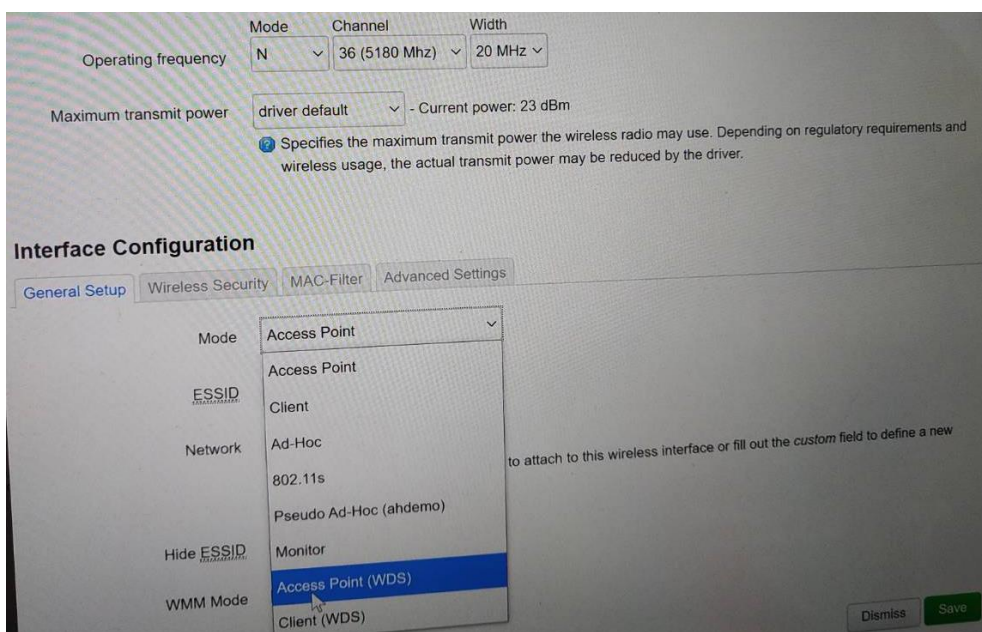 Mode Channel Width
Operating frequency N 36 (5180 Mhz) 20 MHz
Maximum transmit power driver default - Current power: 23 dBm
Specifies the maximum transmit power the wireless radio may use. Depending on regulatory requirements and
wireless usage, the actual transmit power may be reduced by the driver.
Interface Configuration
General Setup Wireless Security MAC-Filter Advanced Settings
Mode Access Point
Access Point
ESSID
Client
Network Ad-Hoc
to attach to this wireless interface or fill out the custom field to define a new
802.11s
Pseudo Ad-Hoc (ahdemo)
Hide ESSID Monitor
Access Point (WDS)
WMM Mode
Client (WDS)
Dismiss Save